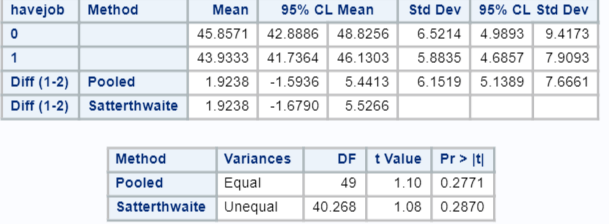 havejob Method Mean 95% CL Mean Std Dev 95% CL Std Dev
0 45.8571 42.8886 48.8256 6.5214 4.9893 9.4173
1 43.9333 41.7364 46.1303 5.8835 4.6857 7.9093
Diff (1-2) Pooled 1.9238 -1.5936 5.4413 6.1519 5.1389 7.6661
Diff (1-2) Satterthwaite 1.9238 -1.6790 5.5266
Method Variances DF t Value Pr > |t|
Pooled Equal 49 1.10 0.2771
Satterthwaite Unequal 40.268 1.08 0.2870